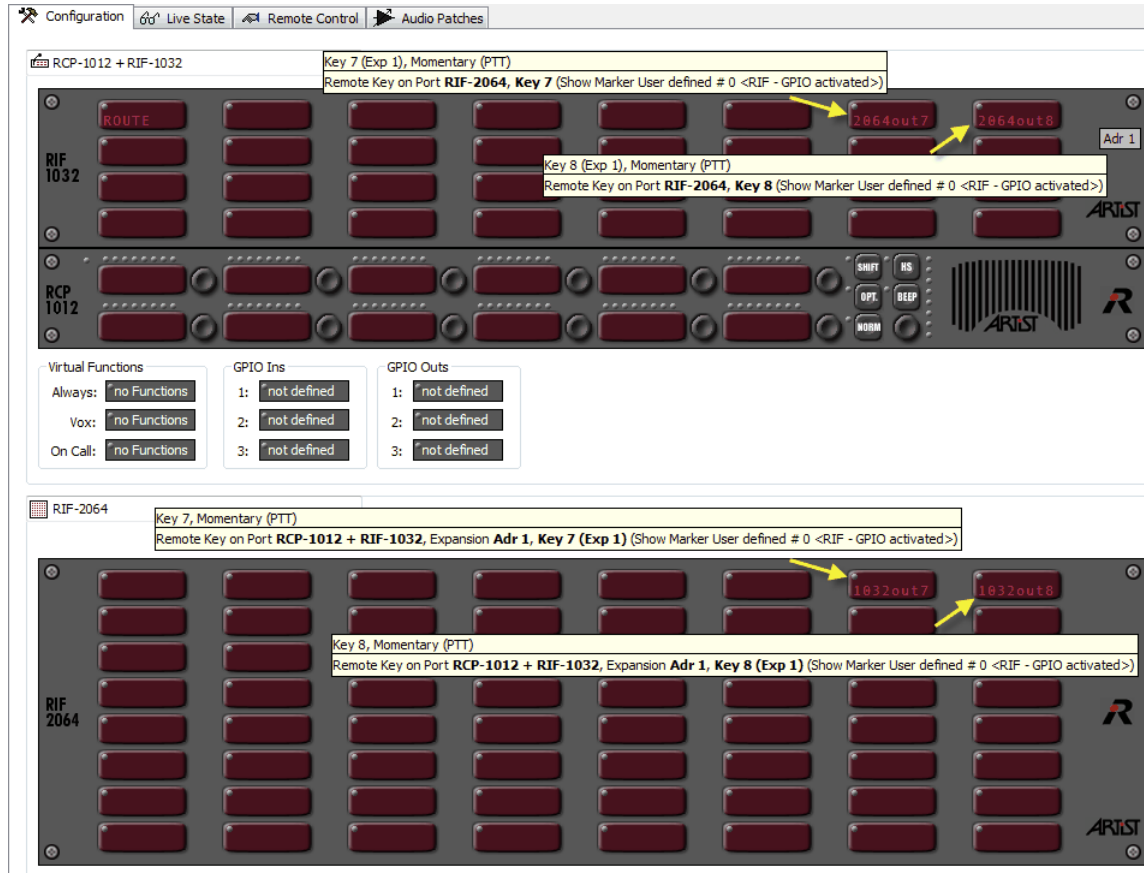 Configuration Live State Remote Control Audio Patches
RCP-1012 + RIF-1032
Key 7 (Exp 1), Momentary (PTT)
Remote Key on Port RIF-2064, Key 7 (Show Marker User defined # 0 <RIF - GPIO activated>)
ROUTE 2064out7 2064out8
Adr 1
Key 8 (Exp 1), Momentary (PTT)
Remote Key on Port RIF-2064, Key 8 (Show Marker User defined # 0 <RIF - GPIO activated>)
RIF
1032
ARTIST
RCP
1012
SHIFT HS
OPT. BEEP
NORM
ARTIST
R
Virtual Functions GPIO Ins GPIO Outs
Always: no Functions 1: not defined 1: not defined
Vox: no Functions 2: not defined 2: not defined
On Call: no Functions 3: not defined 3: not defined
RIF-2064
Key 7, Momentary (PTT)
Remote Key on Port RCP-1012 + RIF-1032, Expansion Adr 1, Key 7 (Exp 1) (Show Marker User defined # 0 <RIF - GPIO activated>)
1032out7 1032out8
Key 8, Momentary (PTT)
Remote Key on Port RCP-1012 + RIF-1032, Expansion Adr 1, Key 8 (Exp 1) (Show Marker User defined # 0 <RIF - GPIO activated>)
RIF
2064
R
ARTIST